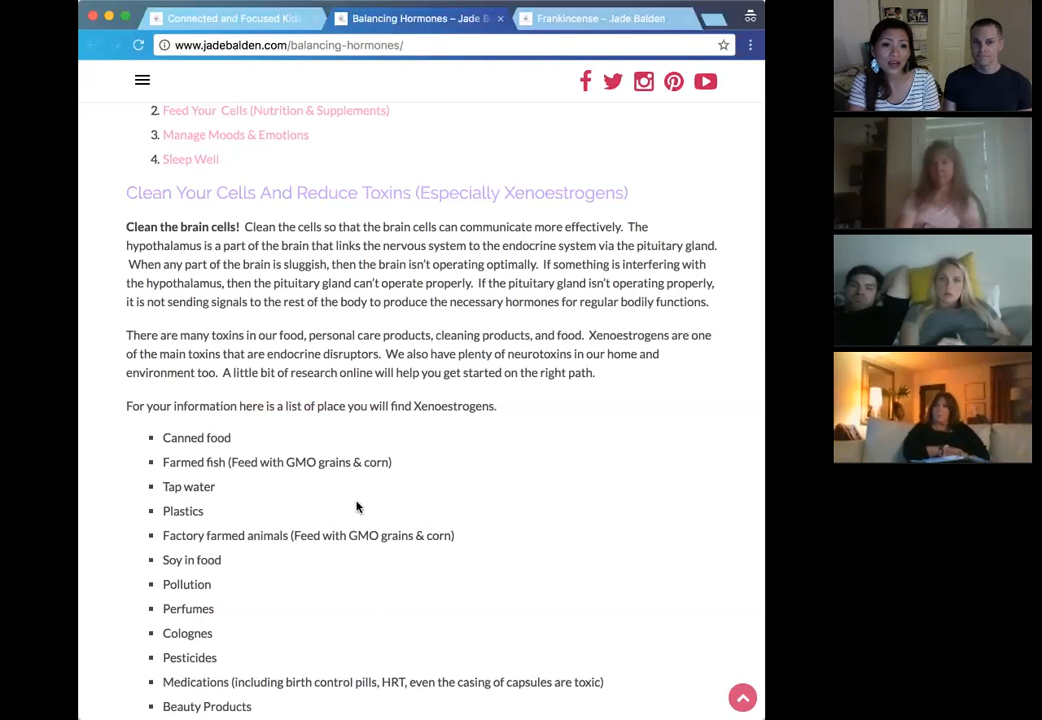 Connected and Focused Kids
Balancing Hormones – Jade B
Frankincense – Jade Balden
www.jadebalden.com/balancing-hormones/
2. Feed Your Cells (Nutrition & Supplements)
3. Manage Moods & Emotions
4. Sleep Well
Clean Your Cells And Reduce Toxins (Especially Xenoestrogens)
Clean the brain cells! Clean the cells so that the brain cells can communicate more effectively. The
hypothalamus is a part of the brain that links the nervous system to the endocrine system via the pituitary gland.
When any part of the brain is sluggish, then the brain isn't operating optimally. If something is interfering with
the hypothalamus, then the pituitary gland can't operate properly. If the pituitary gland isn't operating properly,
it is not sending signals to the rest of the body to produce the necessary hormones for regular bodily functions.
There are many toxins in our food, personal care products, cleaning products, and food. Xenoestrogens are one
of the main toxins that are endocrine disruptors. We also have plenty of neurotoxins in our home and
environment too. A little bit of research online will help you get started on the right path.
For your information here is a list of place you will find Xenoestrogens.
Canned food
Farmed fish (Feed with GMO grains & corn)
Tap water
Plastics
Factory farmed animals (Feed with GMO grains & corn)
Soy in food
Pollution
Perfumes
Colognes
Pesticides
Medications (including birth control pills, HRT, even the casing of capsules are toxic)
Beauty Products